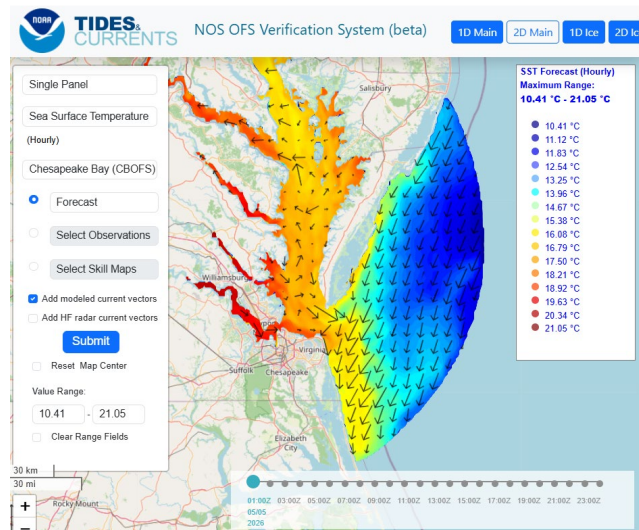 NOAA
TIDES &
CURRENTS
NOS OFS Verification System (beta)
1D Main
2D Main
1D Ice
2D Ic
Single Panel
Sea Surface Temperature
(Hourly)
Chesapeake Bay (CBOFS)
Forecast
Select Observations
Select Skill Maps
Add modeled current vectors
Add HF radar current vectors
Submit
Reset Map Center
Value Range:
10.41 - 21.05
Clear Range Fields
30 km
30 mi
+
−
Salisbury
Williamsburg
Virginia
Suffolk
Chesapeake
Elizabeth
City
Rocky Mount
SST Forecast (Hourly)
Maximum Range:
10.41 °C - 21.05 °C
10.41 °C
11.12 °C
11.83 °C
12.54 °C
13.25 °C
13.96 °C
14.67 °C
15.38 °C
16.08 °C
16.79 °C
17.50 °C
18.21 °C
18.92 °C
19.63 °C
20.34 °C
21.05 °C
01:00Z 03:00Z 05:00Z 07:00Z 09:00Z 11:00Z 13:00Z 15:00Z 17:00Z 19:00Z 21:00Z 23:00Z
05/05
2026